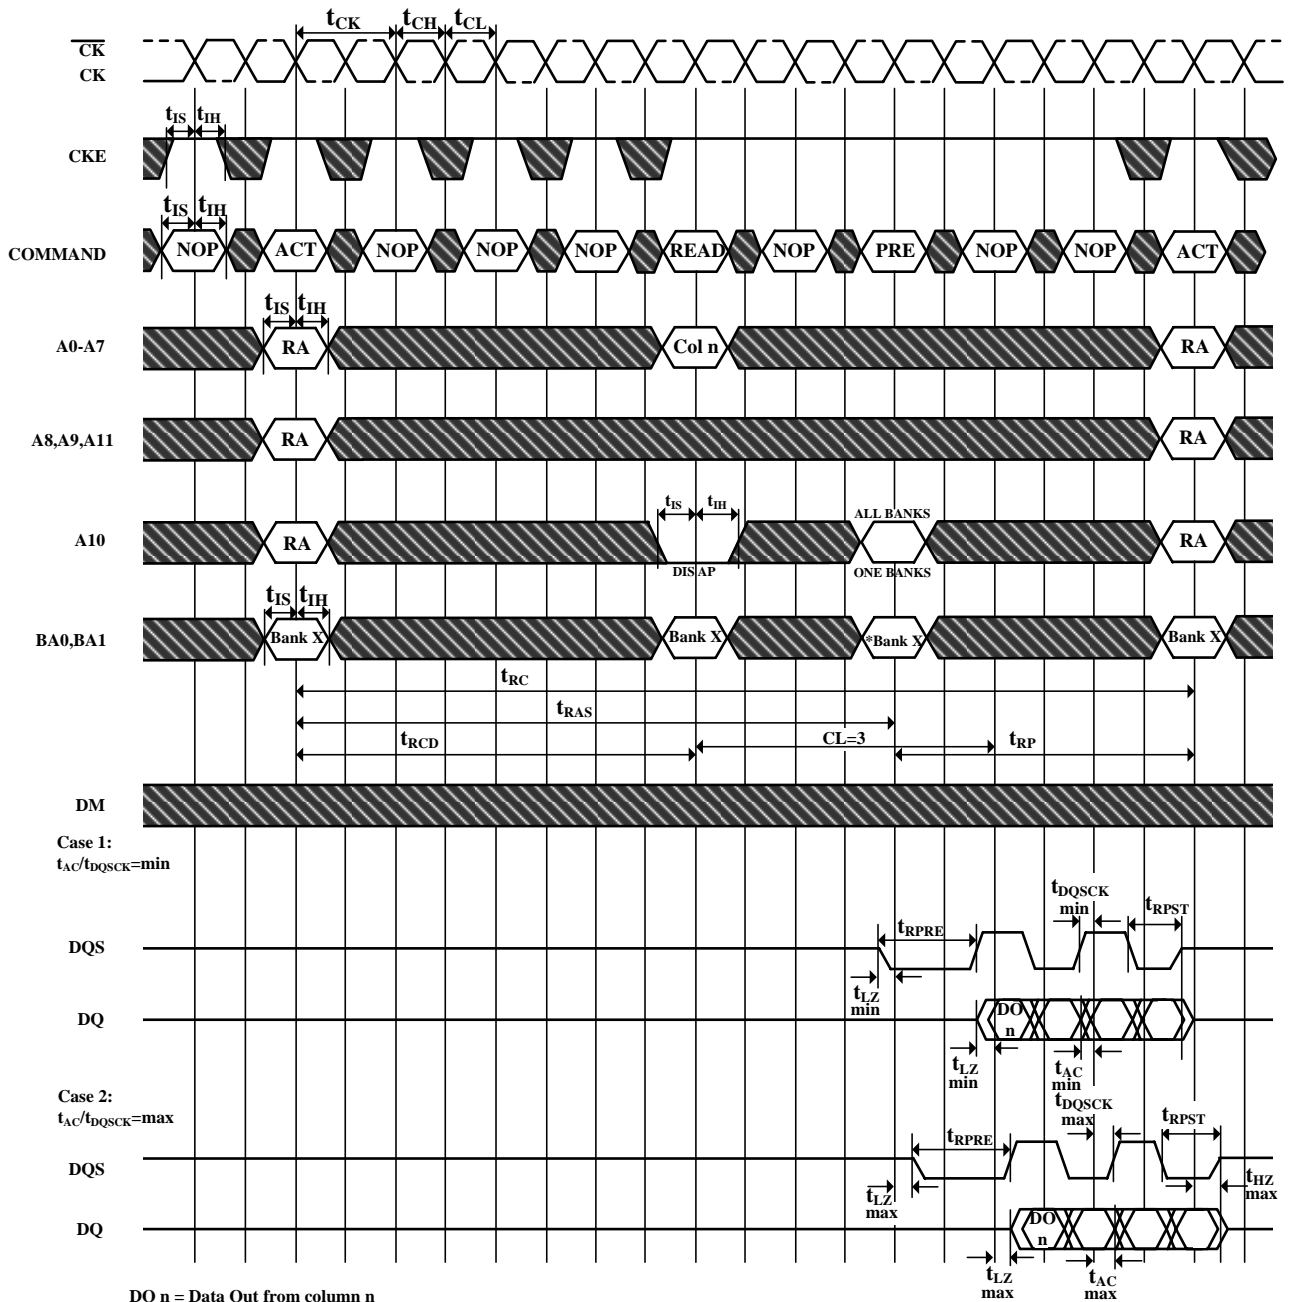 tCK tCH tCL
CK
CK
tIS tIH
CKE
tIS tIH
COMMAND NOP ACT NOP NOP NOP READ NOP PRE NOP NOP ACT
tIS tIH
A0-A7 RA Col n RA
A8,A9,A11 RA RA
tIS tIH ALL BANKS
A10 RA RA
DIS AP ONE BANKS
tIS tIH
BA0,BA1 Bank X Bank X *Bank X Bank X
tRC
tRAS
tRCD CL=3 tRP
DM
Case 1:
tAC/tDQSCK=min
tDQSCK
min
tRPST
tRPRE
DQS
tLZ
min
DQ DO
n
tLZ
min
tAC
min
Case 2:
tAC/tDQSCK=max
tDQSCK
max
tRPST
tRPRE
DQS
tLZ
max
tHZ
max
DQ DO
n
tLZ
max
tAC
max
DO n = Data Out from column n